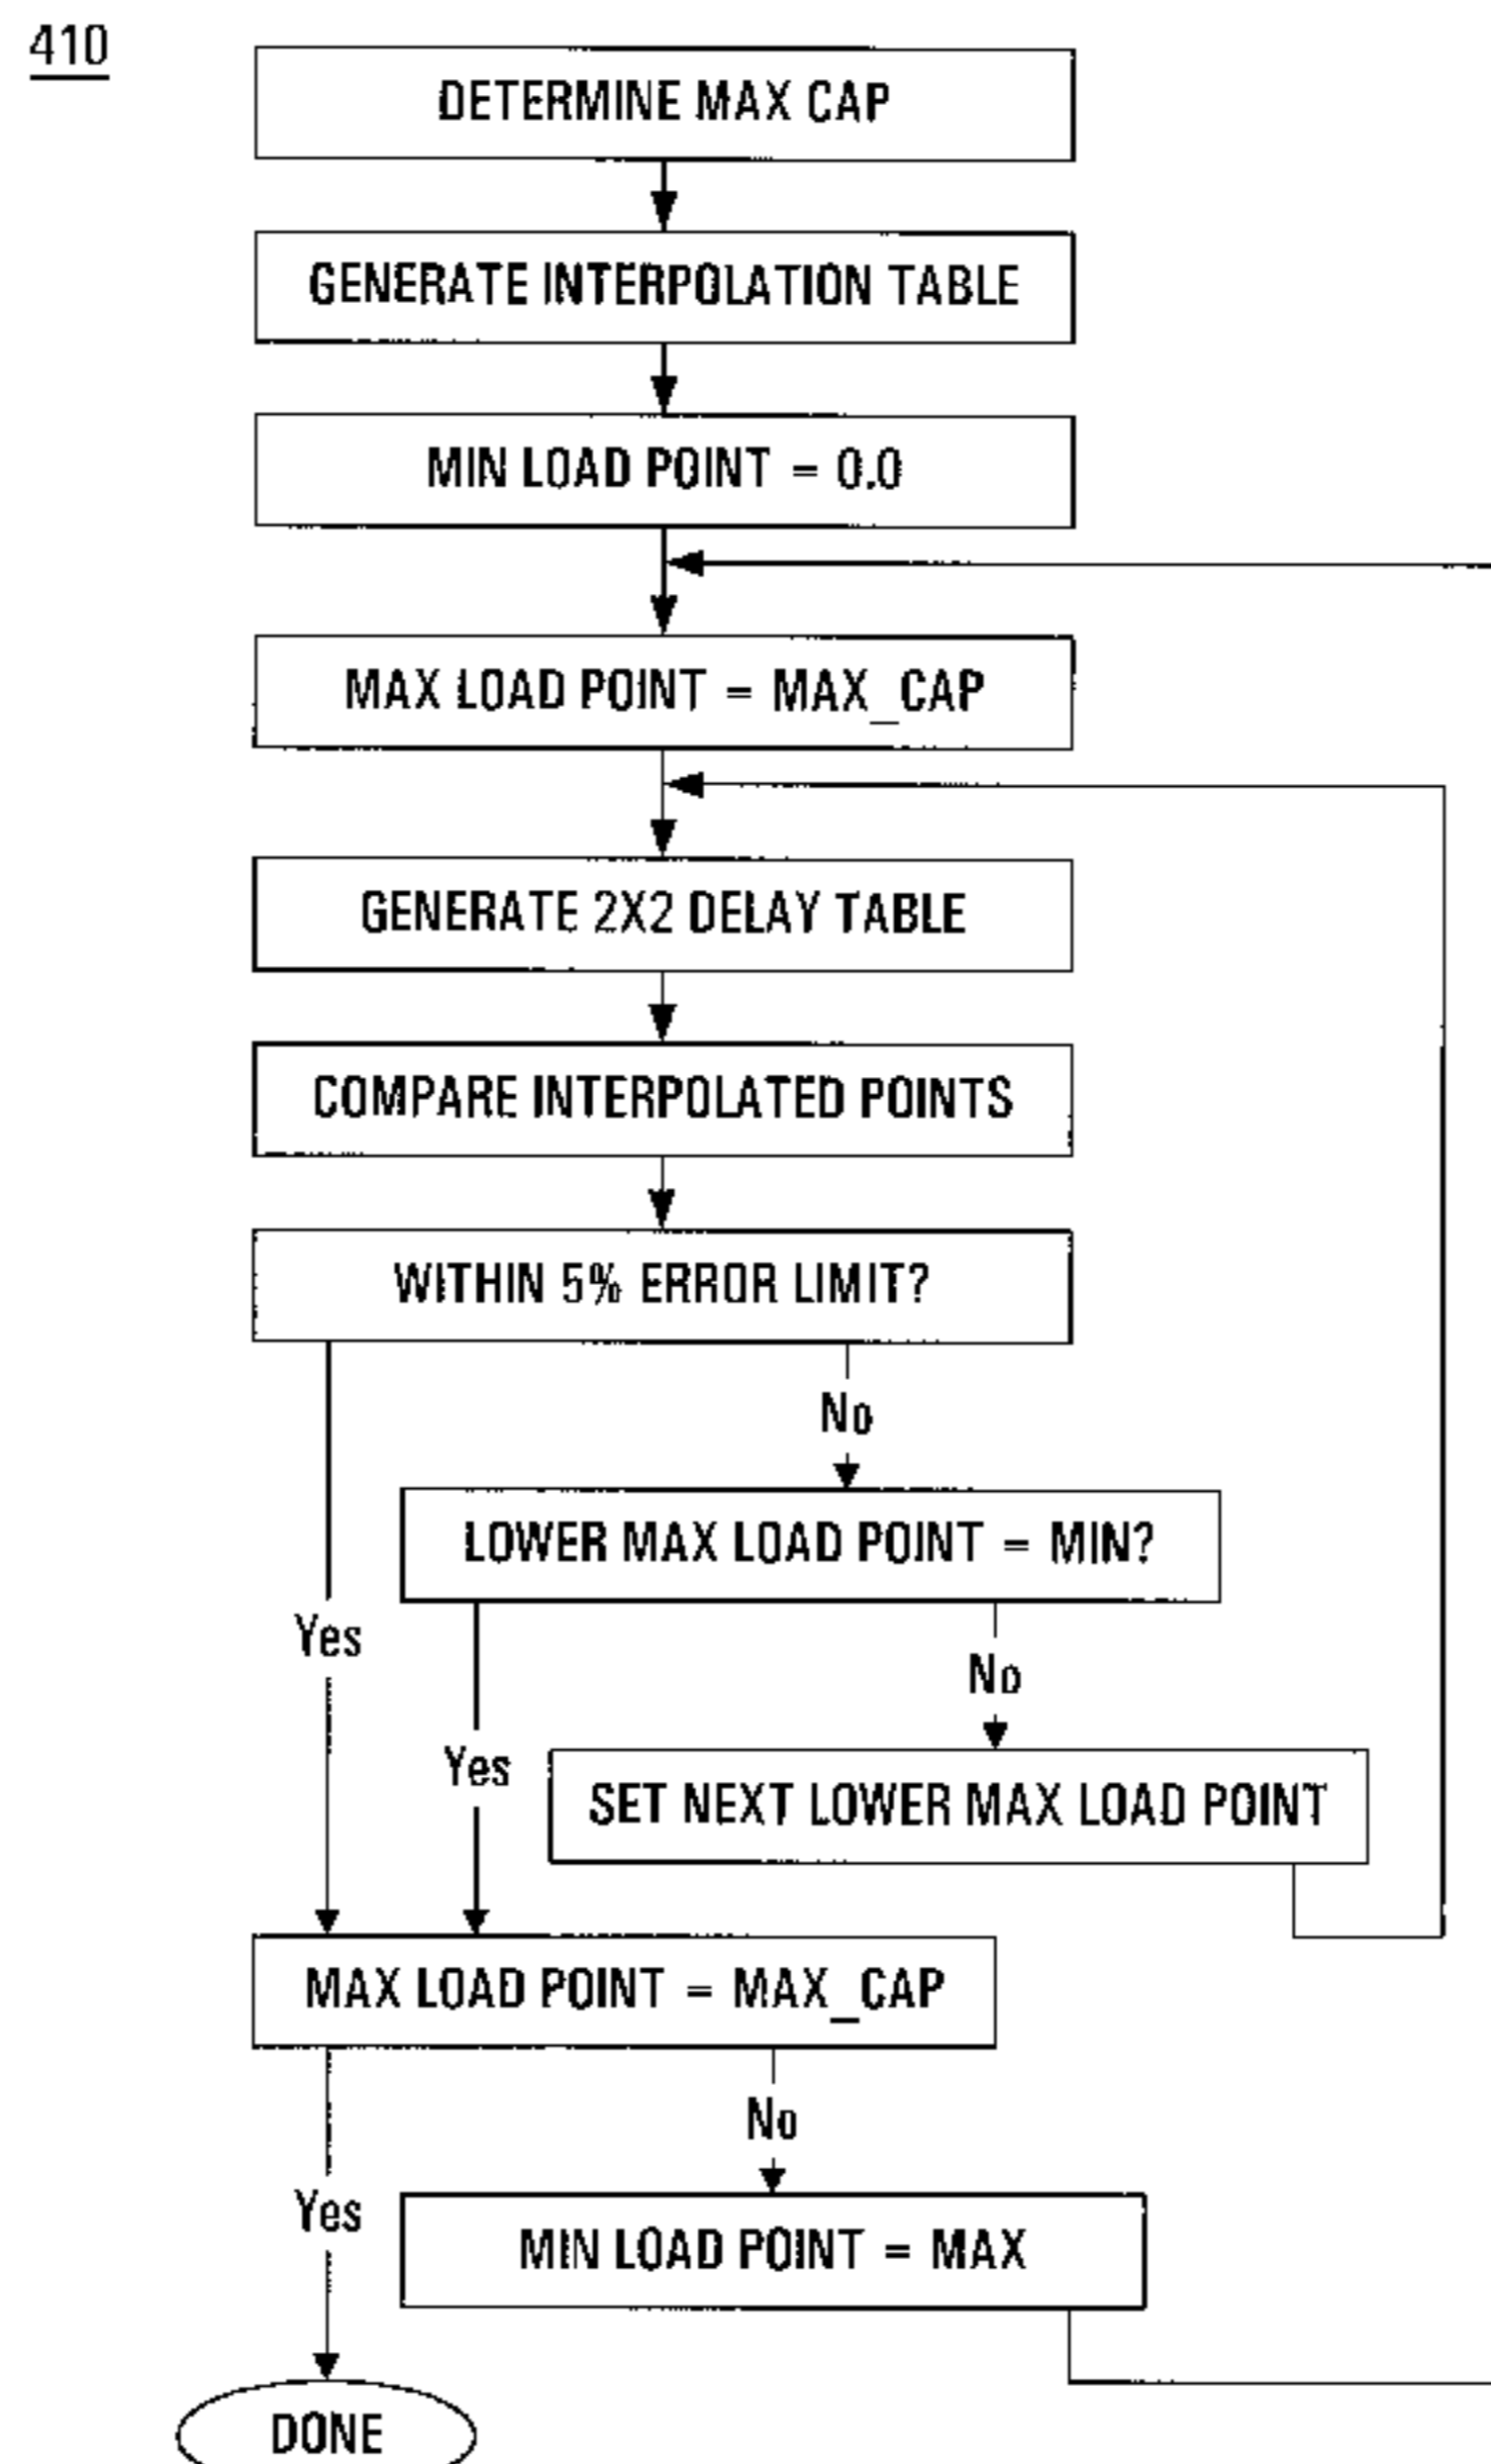 410
DETERMINE MAX CAP
GENERATE INTERPOLATION TABLE
MIN LOAD POINT = 0.0
MAX LOAD POINT = MAX_CAP
GENERATE 2X2 DELAY TABLE
COMPARE INTERPOLATED POINTS
WITHIN 5% ERROR LIMIT?
No
LOWER MAX LOAD POINT = MIN?
Yes
No
Yes
SET NEXT LOWER MAX LOAD POINT
MAX LOAD POINT = MAX_CAP
No
Yes
MIN LOAD POINT = MAX
DONE